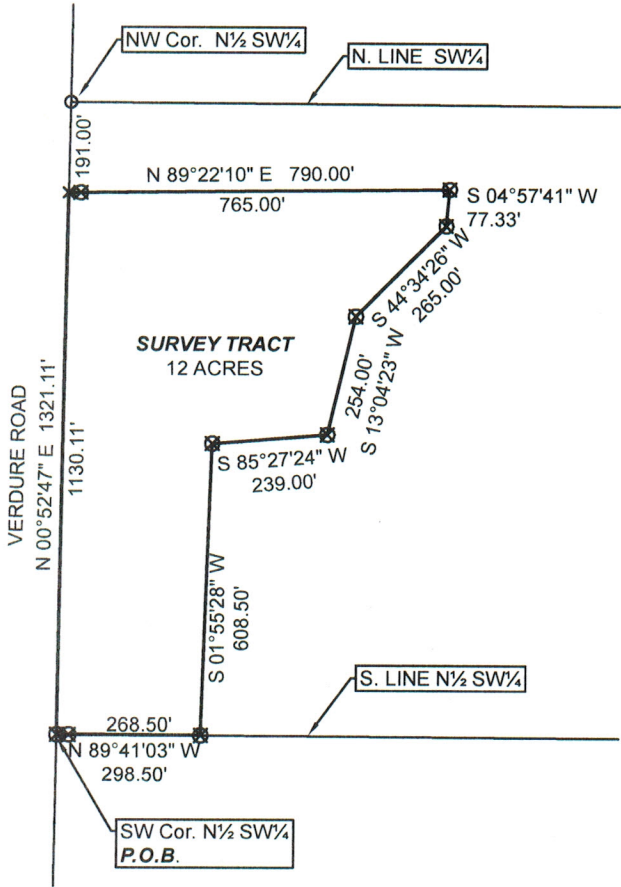 NW Cor. N½ SW¼
N. LINE SW¼
191.00'
N 89°22'10" E 790.00'
765.00'
S 04°57'41" W
77.33'
S 44°34'26" W
265.00'
SURVEY TRACT
12 ACRES
254.00'
S 13°04'23" W
VERDURE ROAD
N 00°52'47" E 1321.11'
1130.11'
S 85°27'24" W
239.00'
S 01°55'28" W
608.50'
S. LINE N½ SW¼
268.50'
N 89°41'03" W
298.50'
SW Cor. N½ SW¼
P.O.B.